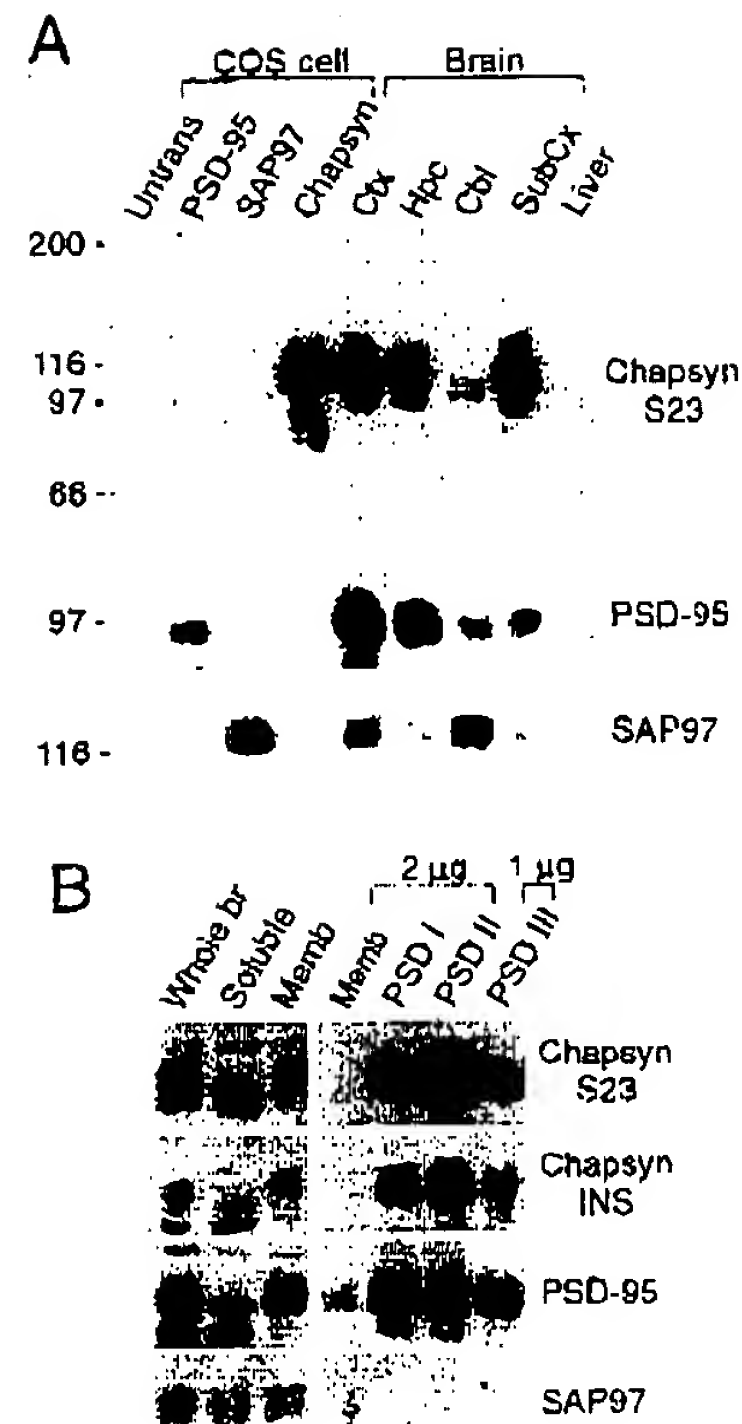 A
COS cell Brain
Untrans PSD-95 SAP97 Chapsyn Ctx Hpc Cbl SubCx Liver
200
116
97
66
Chapsyn
S23
97
PSD-95
116
SAP97
B
2 µg 1 µg
Whole br Soluble Memb Memb PSD I PSD II PSD III
Chapsyn
S23
Chapsyn
INS
PSD-95
SAP97